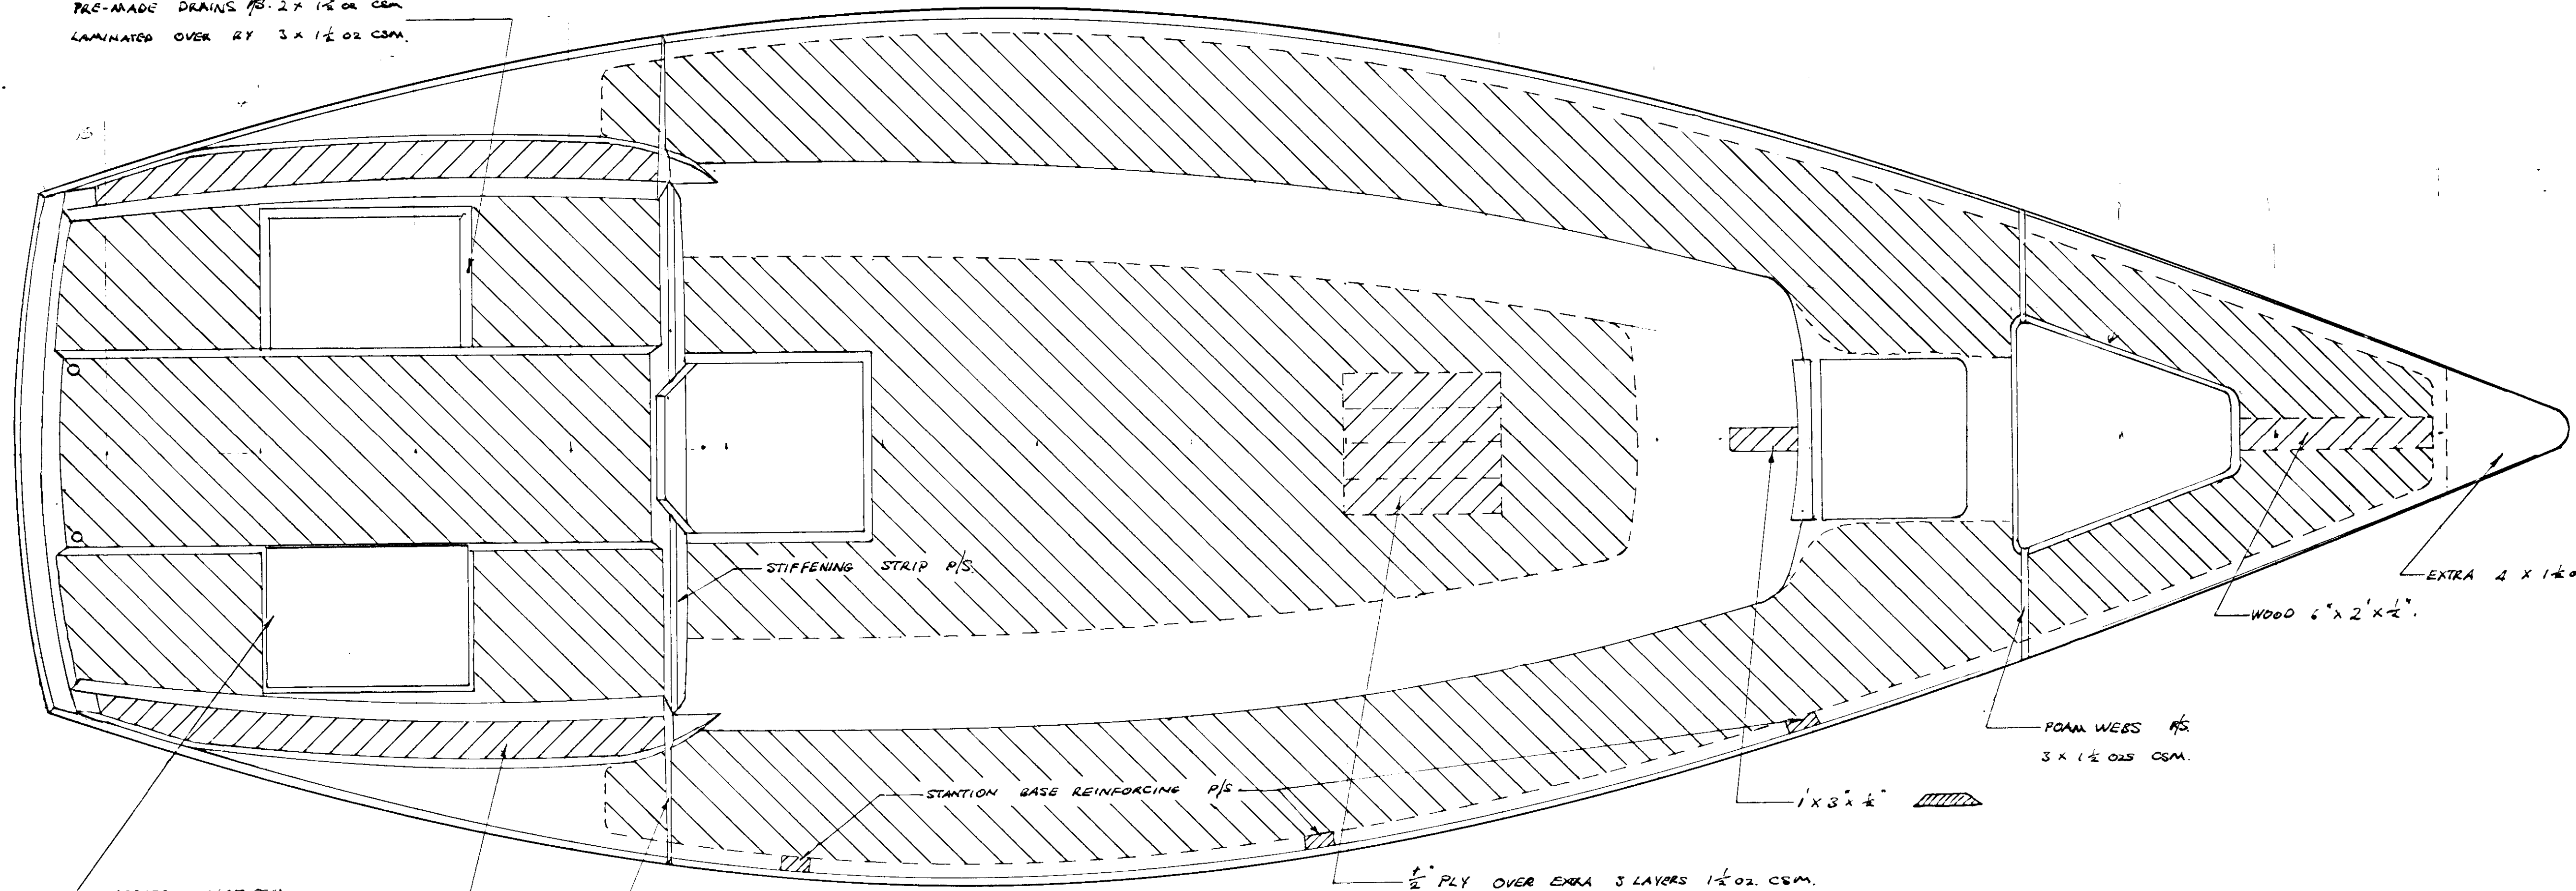 PRE-MADE DRAINS P/S. 2 x 1½ oz CSM
LAMINATED OVER BY 3 x 1½ OZ CSM.
STIFFENING STRIP P/S.
EXTRA 4 x 1½
WOOD 6" x 2' x ½".
FOAM WEBS P/S.
3 x 1½ OZS CSM.
STANTION BASE REINFORCING P/S
1' x 3" x ½"
½" PLY OVER EXTRA 3 LAYERS 1½ OZ. CSM.